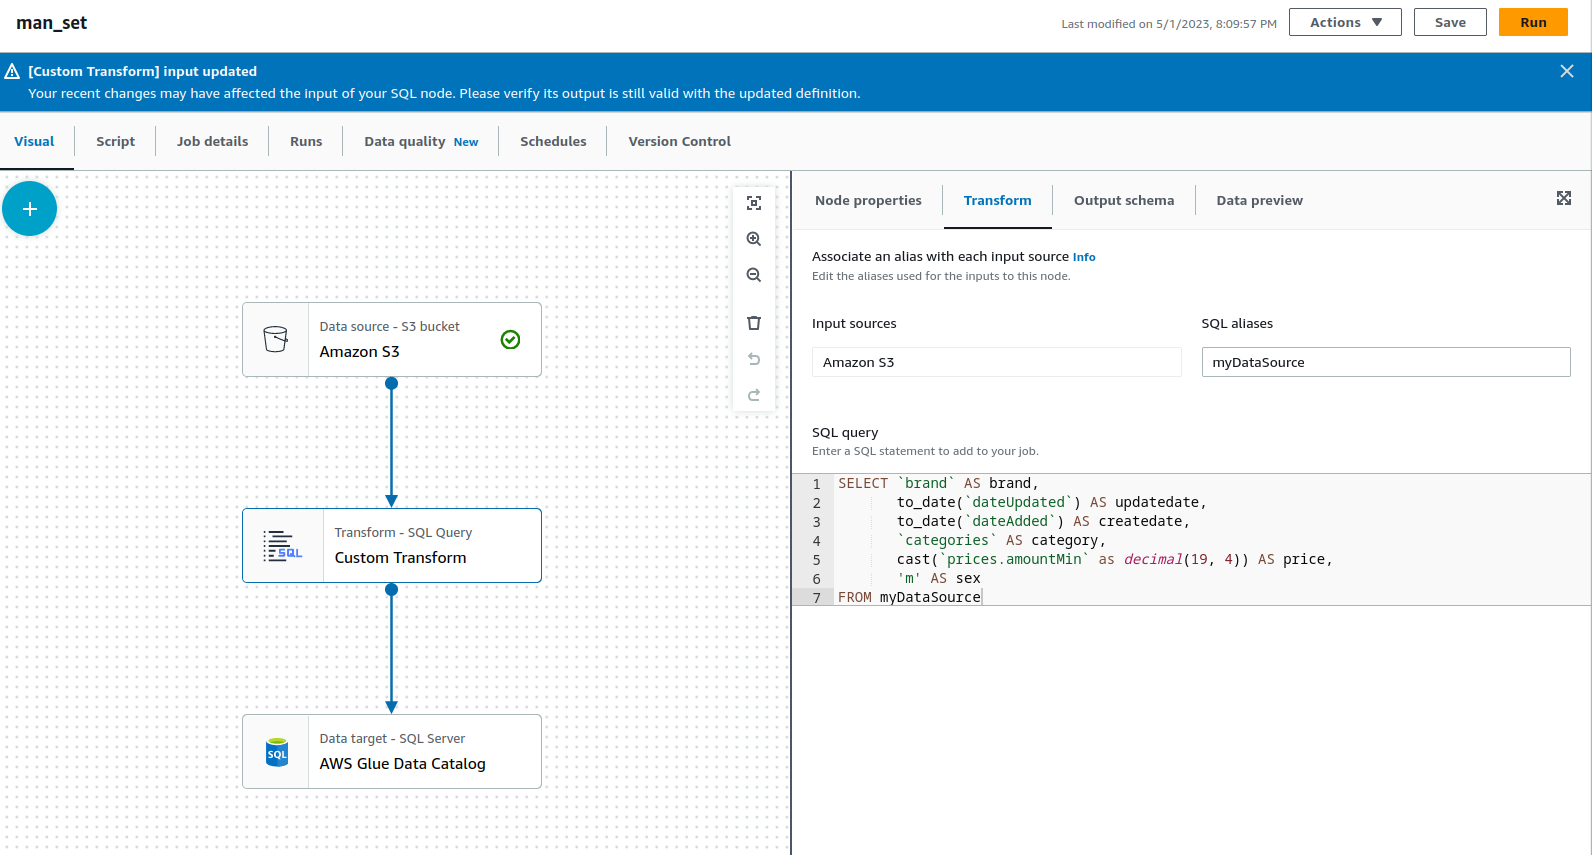 man_set
Last modified on 5/1/2023, 8:09:57 PM
Actions
Save
Run
[Custom Transform] input updated
Your recent changes may have affected the input of your SQL node. Please verify its output is still valid with the updated definition.
Visual
Script
Job details
Runs
Data quality New
Schedules
Version Control
Data source - S3 bucket
Amazon S3
Transform - SQL Query
SQL
Custom Transform
Data target - SQL Server
SQL
AWS Glue Data Catalog
Node properties
Transform
Output schema
Data preview
Associate an alias with each input source Info
Edit the aliases used for the inputs to this node.
Input sources
SQL aliases
Amazon S3
myDataSource
SQL query
Enter a SQL statement to add to your job.
1 SELECT `brand` AS brand,
2 to_date(`dateUpdated`) AS updatedate,
3 to_date(`dateAdded`) AS createdate,
4 `categories` AS category,
5 cast(`prices.amountMin` as decimal(19, 4)) AS price,
6 'm' AS sex
7 FROM myDataSource